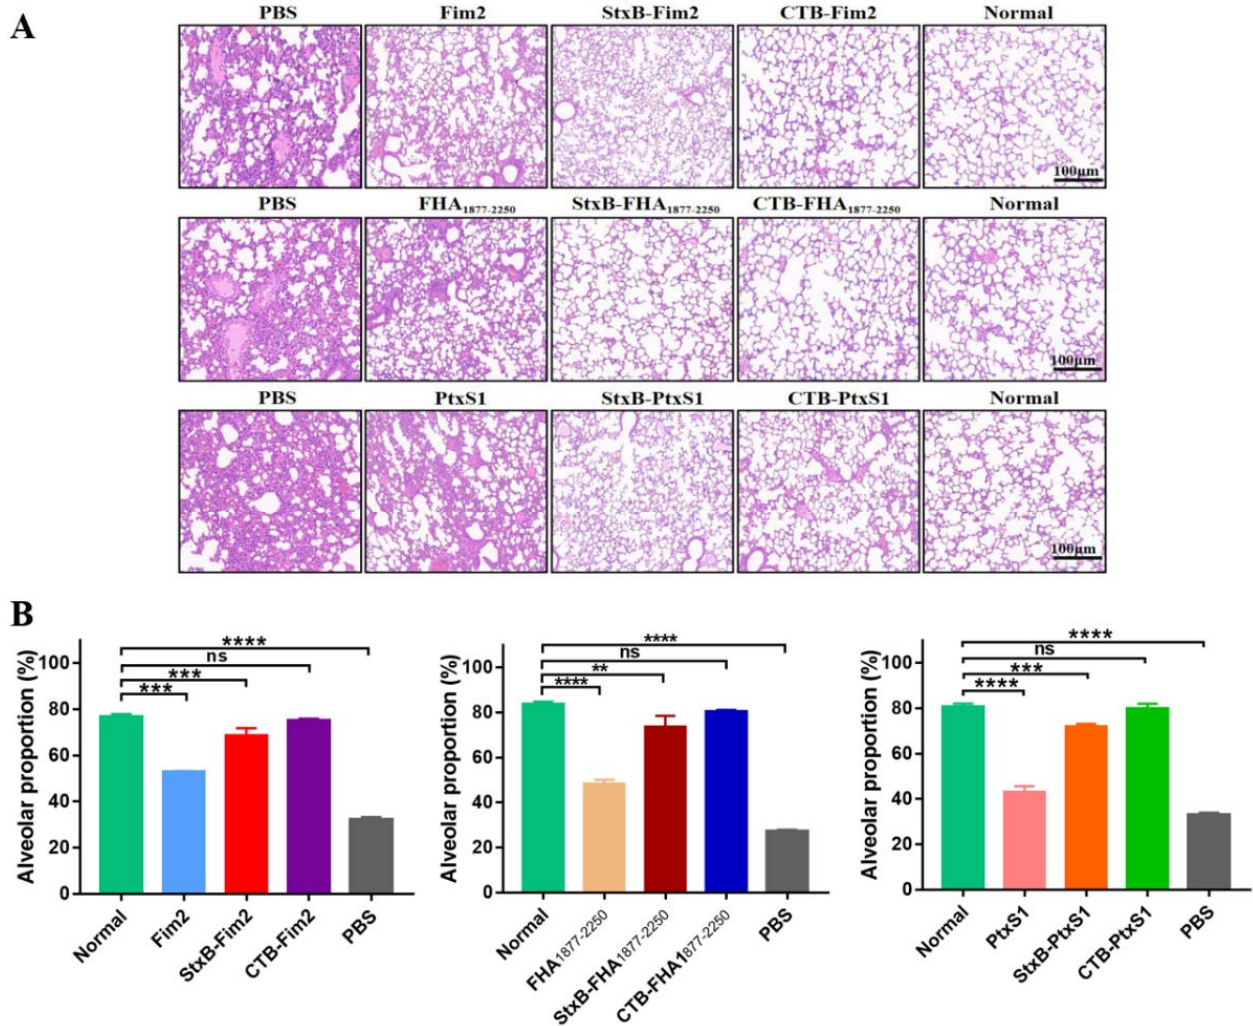 A
PBS Fim2 StxB-Fim2 CTB-Fim2 Normal
100μm
PBS FHA1877-2250 StxB-FHA1877-2250 CTB-FHA1877-2250 Normal
100μm
PBS PtxS1 StxB-PtxS1 CTB-PtxS1 Normal
100μm
B
Alveolar proportion (%)
100
80
60
40
20
0
****
ns
***
***
Normal
Fim2
StxB-Fim2
CTB-Fim2
PBS
Alveolar proportion (%)
100
80
60
40
20
0
****
ns
**
****
Normal
FHA1877-2250
StxB-FHA1877-2250
CTB-FHA1877-2250
PBS
Alveolar proportion (%)
100
80
60
40
20
0
****
ns
***
****
Normal
PtxS1
StxB-PtxS1
CTB-PtxS1
PBS